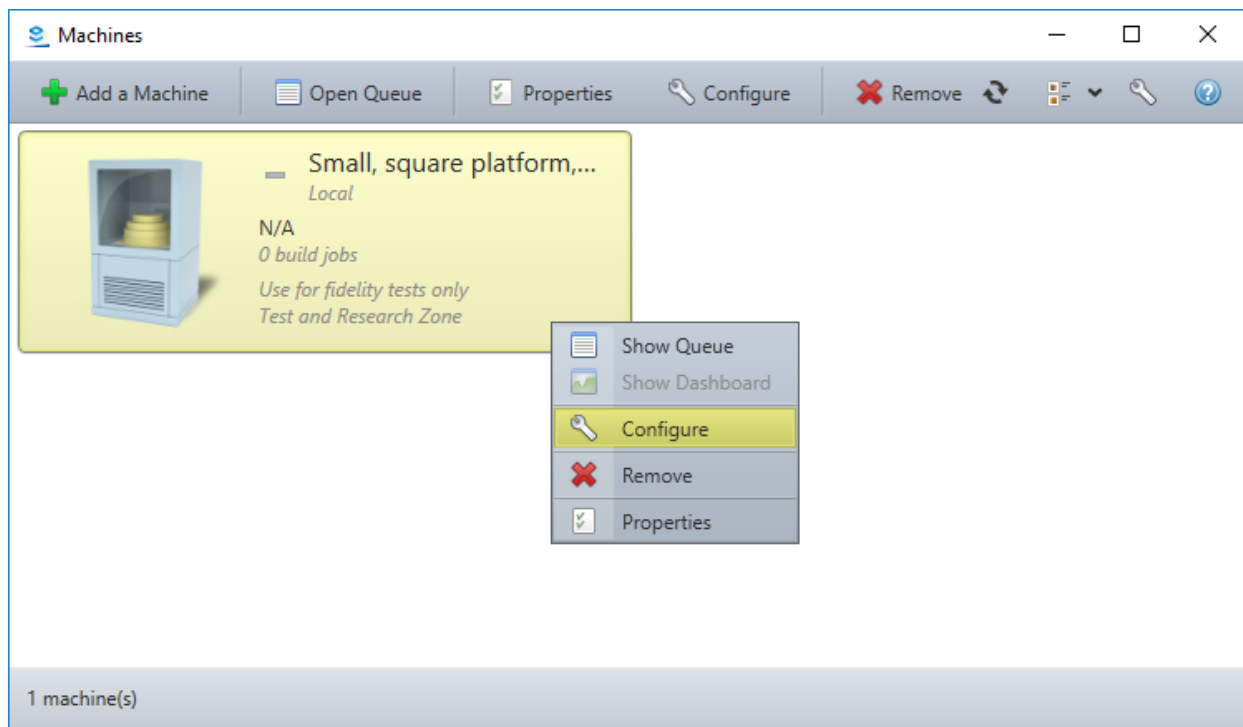 Machines
Add a Machine Open Queue Properties Configure Remove
Small, square platform,...
Local
N/A
0 build jobs
Use for fidelity tests only
Test and Research Zone
Show Queue
Show Dashboard
Configure
Remove
Properties
1 machine(s)